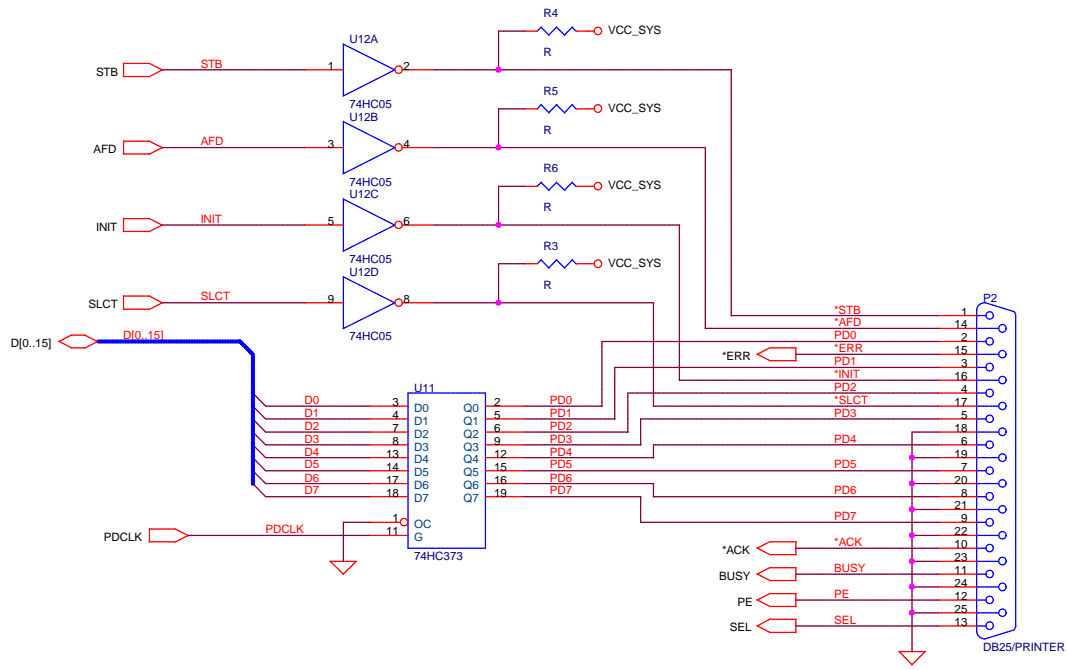 R4
VCC_SYS
R
U12A
STB
STB
1
2
74HC05
R5
VCC_SYS
R
U12B
AFD
AFD
3
4
74HC05
R6
VCC_SYS
R
U12C
INIT
INIT
5
6
74HC05
R3
VCC_SYS
R
U12D
SLCT
SLCT
9
8
74HC05
D[0..15]
D[0..15]
U11
D0 3 D0 Q0 2 PD0
D1 4 D1 Q1 5 PD1
D2 7 D2 Q2 6 PD2
D3 8 D3 Q3 9 PD3
D4 13 D4 Q4 12 PD4
D5 14 D5 Q5 15 PD5
D6 17 D6 Q6 16 PD6
D7 18 D7 Q7 19 PD7
1 OC
PDCLK PDCLK 11 G
74HC373
P2
*STB 1
*AFD 14
PD0 2
*ERR *ERR 15
PD1 3
*INIT 16
PD2 4
*SLCT 17
PD3 5
18
PD4 6
19
PD5 7
20
PD6 8
21
PD7 9
22
*ACK *ACK 10
23
BUSY BUSY 11
24
PE PE 12
25
SEL SEL 13
DB25/PRINTER